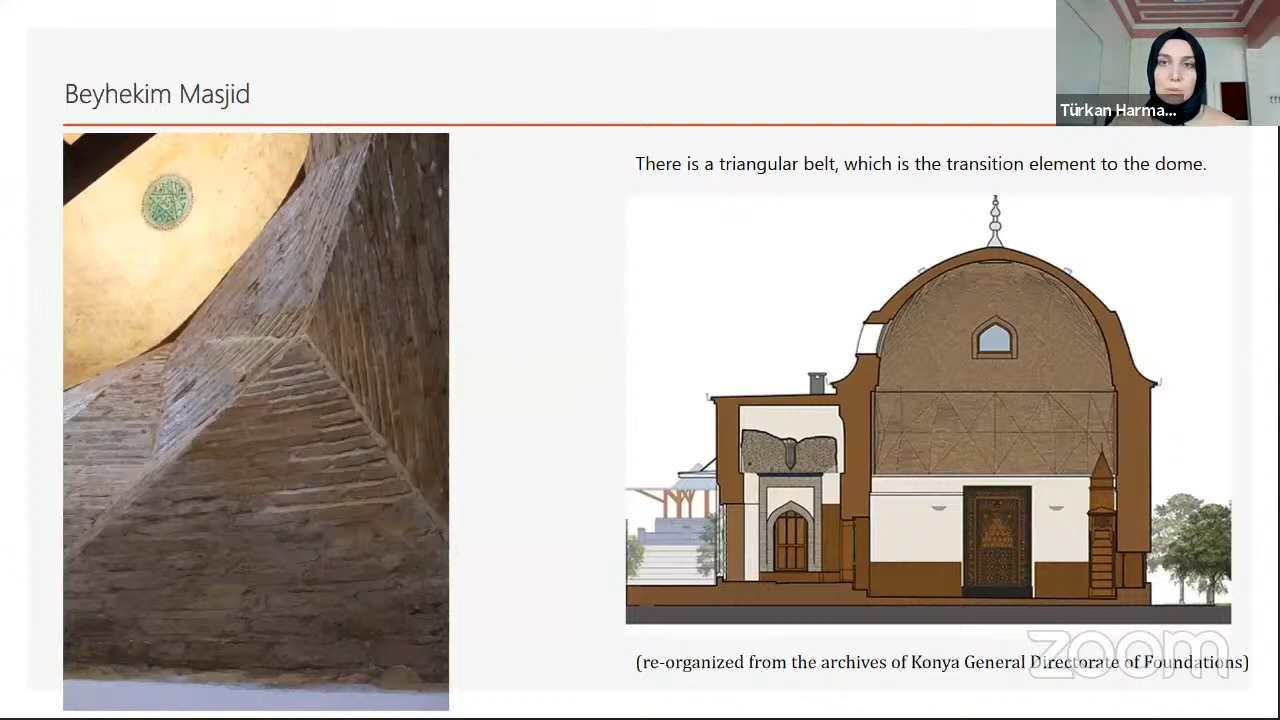 Beyhekim Masjid
Türkan Harma...
There is a triangular belt, which is the transition element to the dome.
(re-organized from the archives of Konya General Directorate of Foundations)
zoom